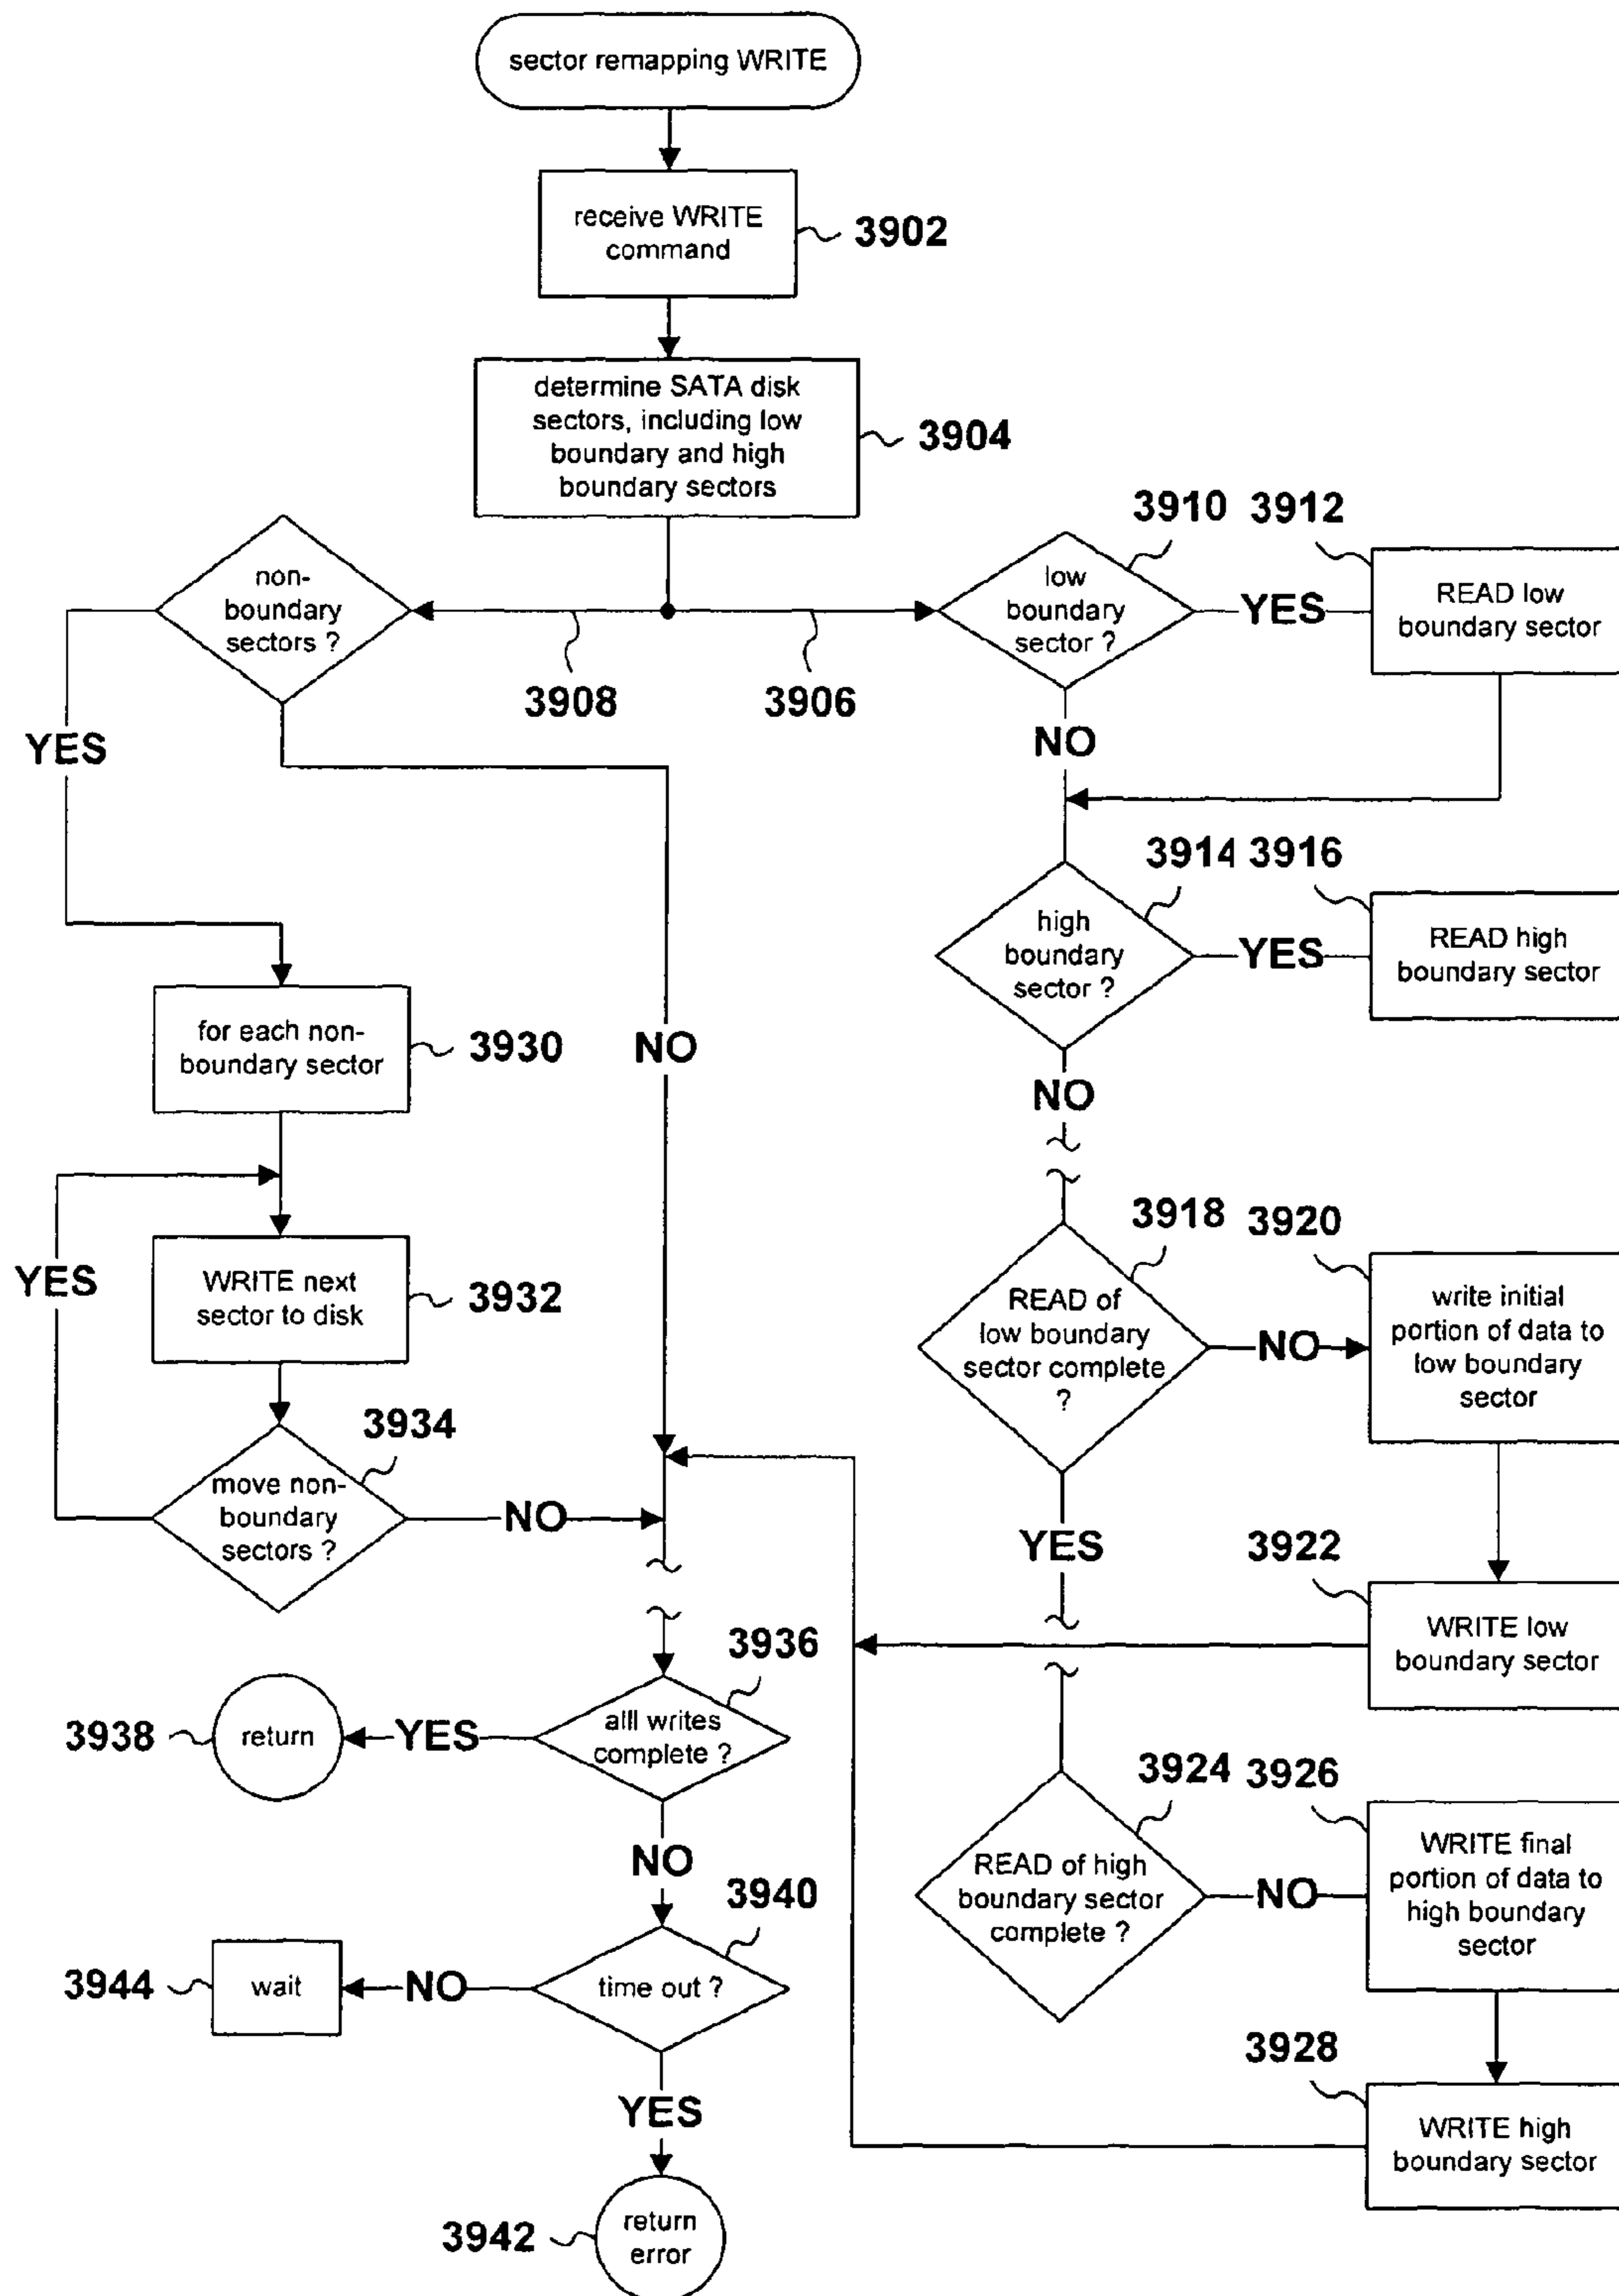 sector remapping WRITE
receive WRITE
command
3902
determine SATA disk
sectors, including low
boundary and high
boundary sectors
3904
non-
boundary
sectors ?
3908
3906
3910
low
boundary
sector ?
YES
3912
READ low
boundary sector
YES
NO
3914
high
boundary
sector ?
YES
3916
READ high
boundary sector
for each non-
boundary sector
3930
NO
NO
WRITE next
sector to disk
3932
YES
3918
READ of
low boundary
sector complete
?
NO
3920
write initial
portion of data to
low boundary
sector
3934
move non-
boundary
sectors ?
NO
YES
3922
WRITE low
boundary sector
3936
alll writes
complete ?
YES
3938
return
NO
3924
READ of high
boundary sector
complete ?
NO
3926
WRITE final
portion of data to
high boundary
sector
3940
time out ?
NO
3944
wait
YES
3928
WRITE high
boundary sector
3942
return
error